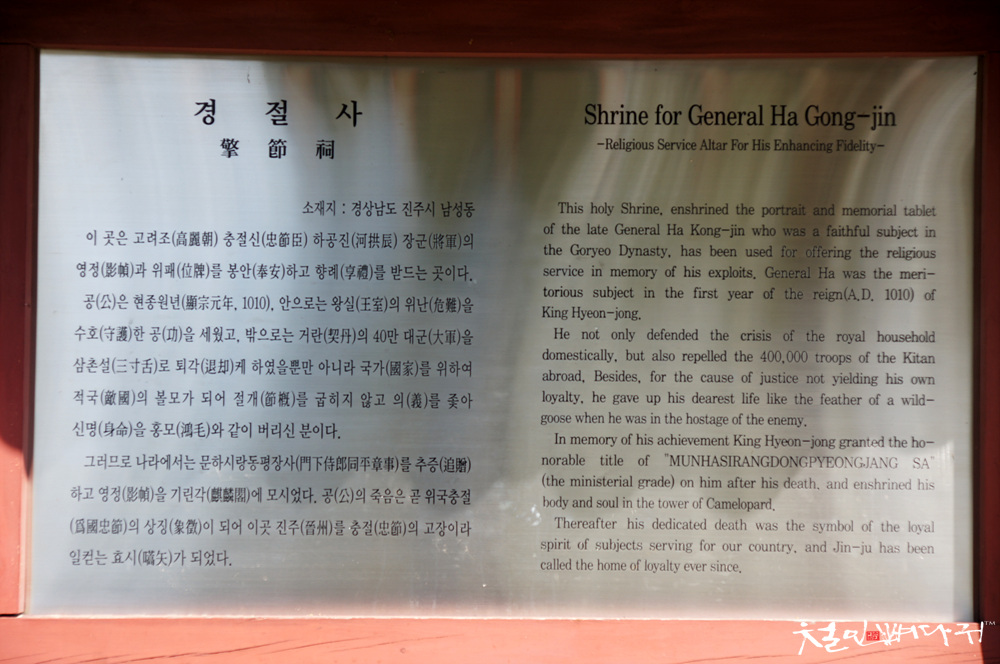 경 절 사
擎 節 祠
소재지 : 경상남도 진주시 남성동
이 곳은 고려조(高麗朝) 충절신(忠節臣) 하공진(河拱辰) 장군(將軍)의
영정(影幀)과 위패(位牌)를 봉안(奉安)하고 향례(享禮)를 받드는 곳이다.
공(公)은 현종원년(顯宗元年, 1010), 안으로는 왕실(王室)의 위난(危難)을
수호(守護)한 공(功)을 세웠고, 밖으로는 거란(契丹)의 40만 대군(大軍)을
삼촌설(三寸舌)로 퇴각(退却)케 하였을뿐만 아니라 국가(國家)를 위하여
적국(敵國)의 볼모가 되어 절개(節槪)를 굽히지 않고 의(義)를 좇아
신명(身命)을 홍모(鴻毛)와 같이 버리신 분이다.
그러므로 나라에서는 문하시랑동평장사(門下侍郎同平章事)를 추증(追贈)
하고 영정(影幀)을 기린각(麒麟閣)에 모시었다. 공(公)의 죽음은 곧 위국충절
(爲國忠節)의 상징(象徵)이 되어 이곳 진주(晉州)를 충절(忠節)의 고장이라
일컫는 효시(嚆矢)가 되었다.
Shrine for General Ha Gong-jin
-Religious Service Altar For His Enhancing Fidelity-
This holy Shrine, enshrined the portrait and memorial tablet
of the late General Ha Kong-jin who was a faithful subject in
the Goryeo Dynasty, has been used for offering the religious
service in memory of his exploits. General Ha was the meri-
torious subject in the first year of the reign(A.D. 1010) of
King Hyeon-jong.
He not only defended the crisis of the royal household
domestically, but also repelled the 400,000 troops of the Kitan
abroad. Besides, for the cause of justice not yielding his own
loyalty, he gave up his dearest life like the feather of a wild-
goose when he was in the hostage of the enemy.
In memory of his achievement King Hyeon-jong granted the ho-
norable title of "MUNHASIRANGDONGPYEONGJANG SA"
(the ministerial grade) on him after his death, and enshrined his
body and soul in the tower of Camelopard.
Thereafter his dedicated death was the symbol of the loyal
spirit of subjects serving for our country, and Jin-ju has been
called the home of loyalty ever since.